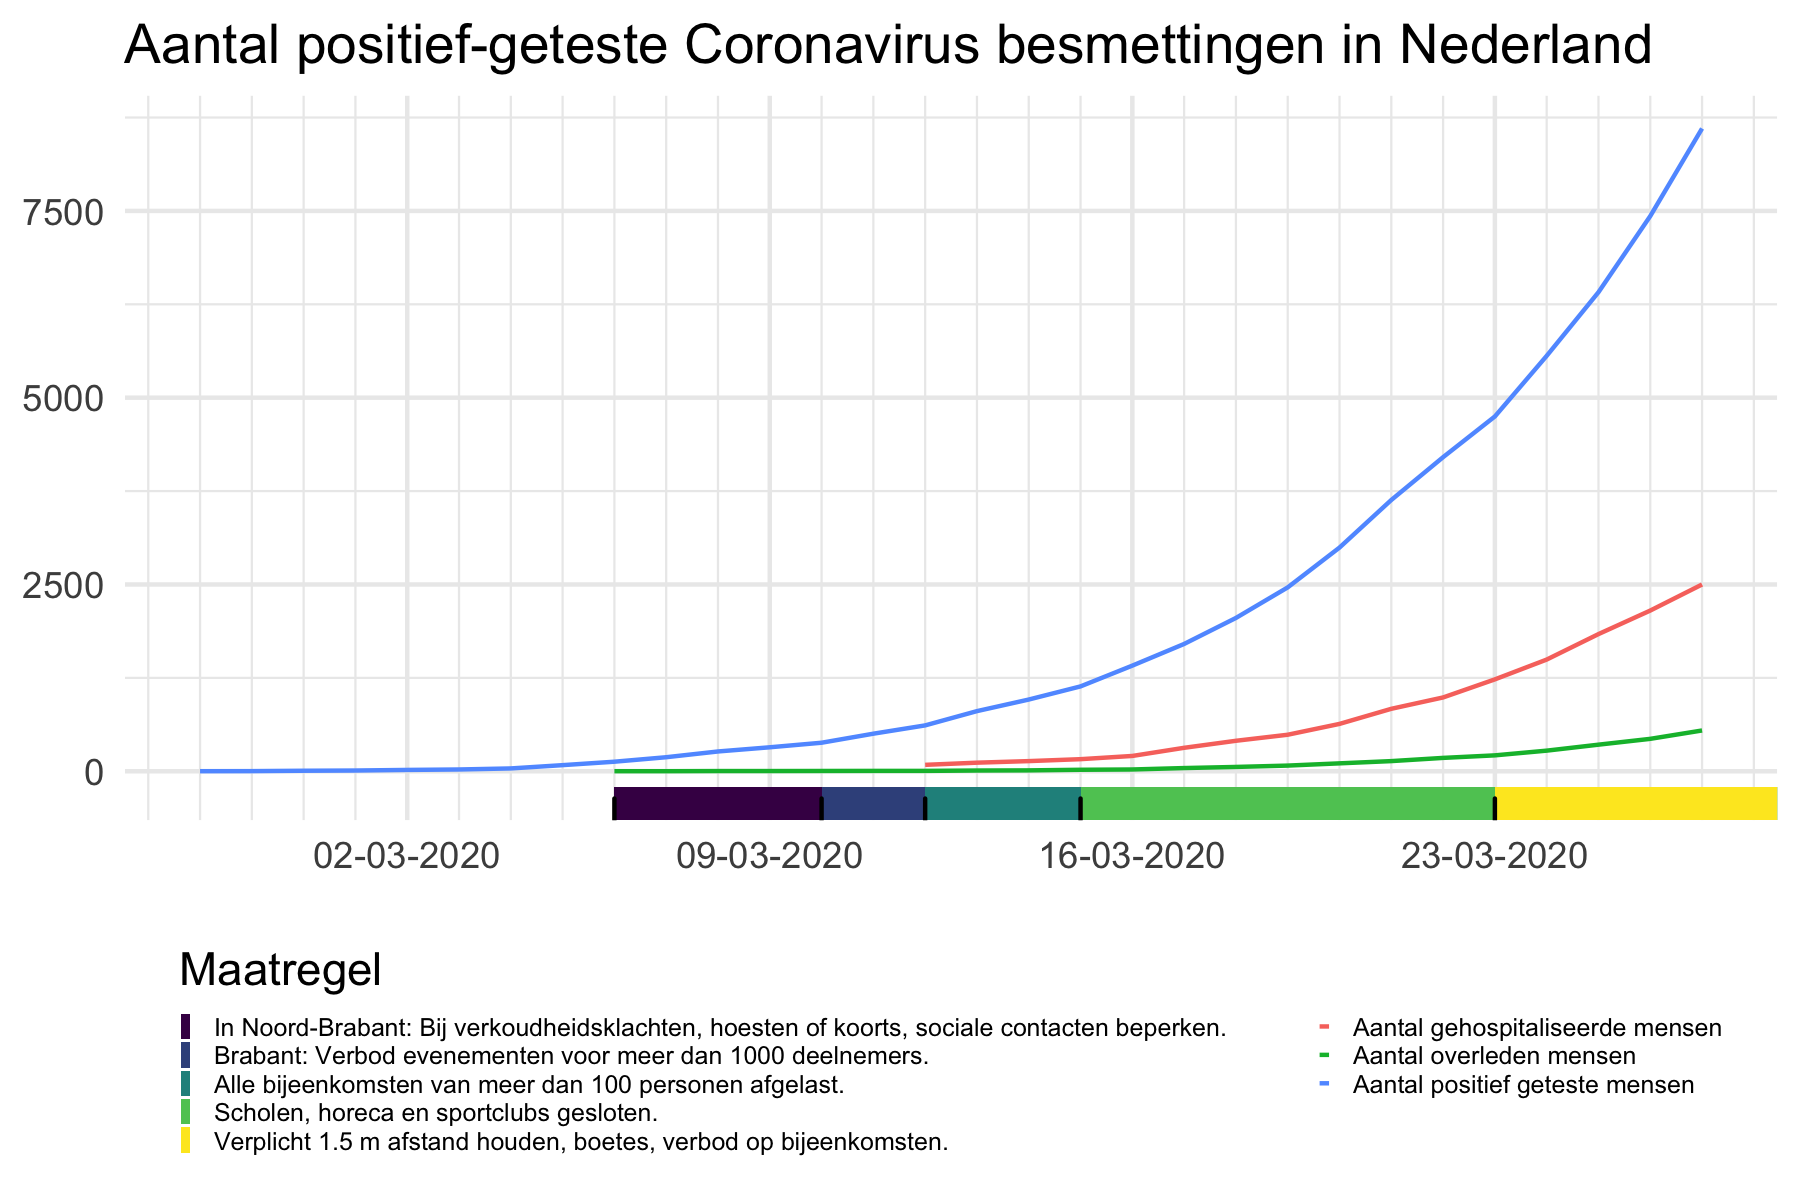 Aantal positief-geteste Coronavirus besmettingen in Nederland
7500
5000
2500
0
02-03-2020
09-03-2020
16-03-2020
23-03-2020
Maatregel
In Noord-Brabant: Bij verkoudheidsklachten, hoesten of koorts, sociale contacten beperken.
Brabant: Verbod evenementen voor meer dan 1000 deelnemers.
Alle bijeenkomsten van meer dan 100 personen afgelast.
Scholen, horeca en sportclubs gesloten.
Verplicht 1.5 m afstand houden, boetes, verbod op bijeenkomsten.
Aantal gehospitaliseerde mensen
Aantal overleden mensen
Aantal positief geteste mensen